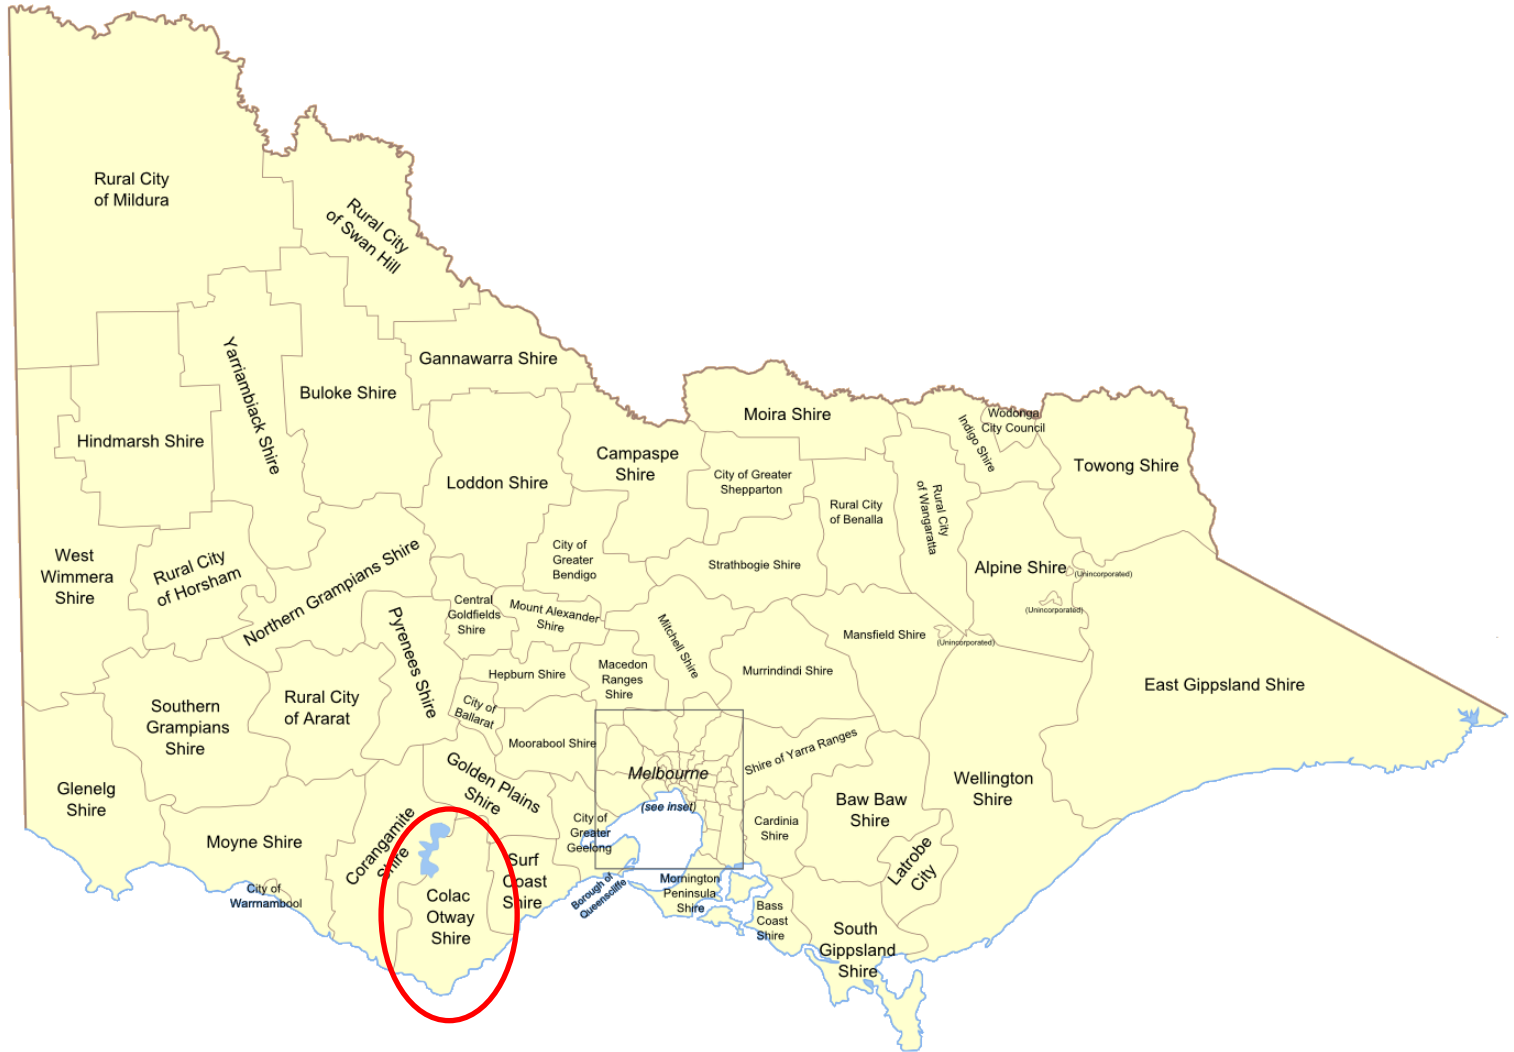 Rural City
of Mildura
Rural City
of Swan Hill
Gannawarra Shire
Yarriambiack Shire
Buloke Shire
Hindmarsh Shire
Moira Shire
Wodonga
City Council
Indigo Shire
Towong Shire
Campaspe
Shire
Loddon Shire
City of Greater
Shepparton
Rural City
of Benalla
Rural City
of Wangaratta
West
Wimmera
Shire
Rural City
of Horsham
Northern Grampians Shire
City of
Greater
Bendigo
Strathbogie Shire
Alpine Shire
(Unincorporated)
(Unincorporated)
(Unincorporated)
Central
Goldfields
Shire
Mount Alexander
Shire
Pyrenees Shire
Mitchell Shire
Mansfield Shire
Murrindindi Shire
Hepburn Shire
Macedon
Ranges
Shire
East Gippsland Shire
Southern
Grampians
Shire
Rural City
of Ararat
City of
Ballarat
Moorabool Shire
Shire of Yarra Ranges
Golden Plains
Shire
Melbourne
(see inset)
Glenelg
Shire
Wellington
Shire
Baw Baw
Shire
Cardinia
Shire
City of
Greater
Geelong
Moyne Shire
Corangamite
Shire
Latrobe
City
Surf
Coast
Shire
City of
Warrnambool
Colac
Otway
Shire
Borough of
Queenscliffe
Mornington
Peninsula
Shire
Bass
Coast
Shire
South
Gippsland
Shire